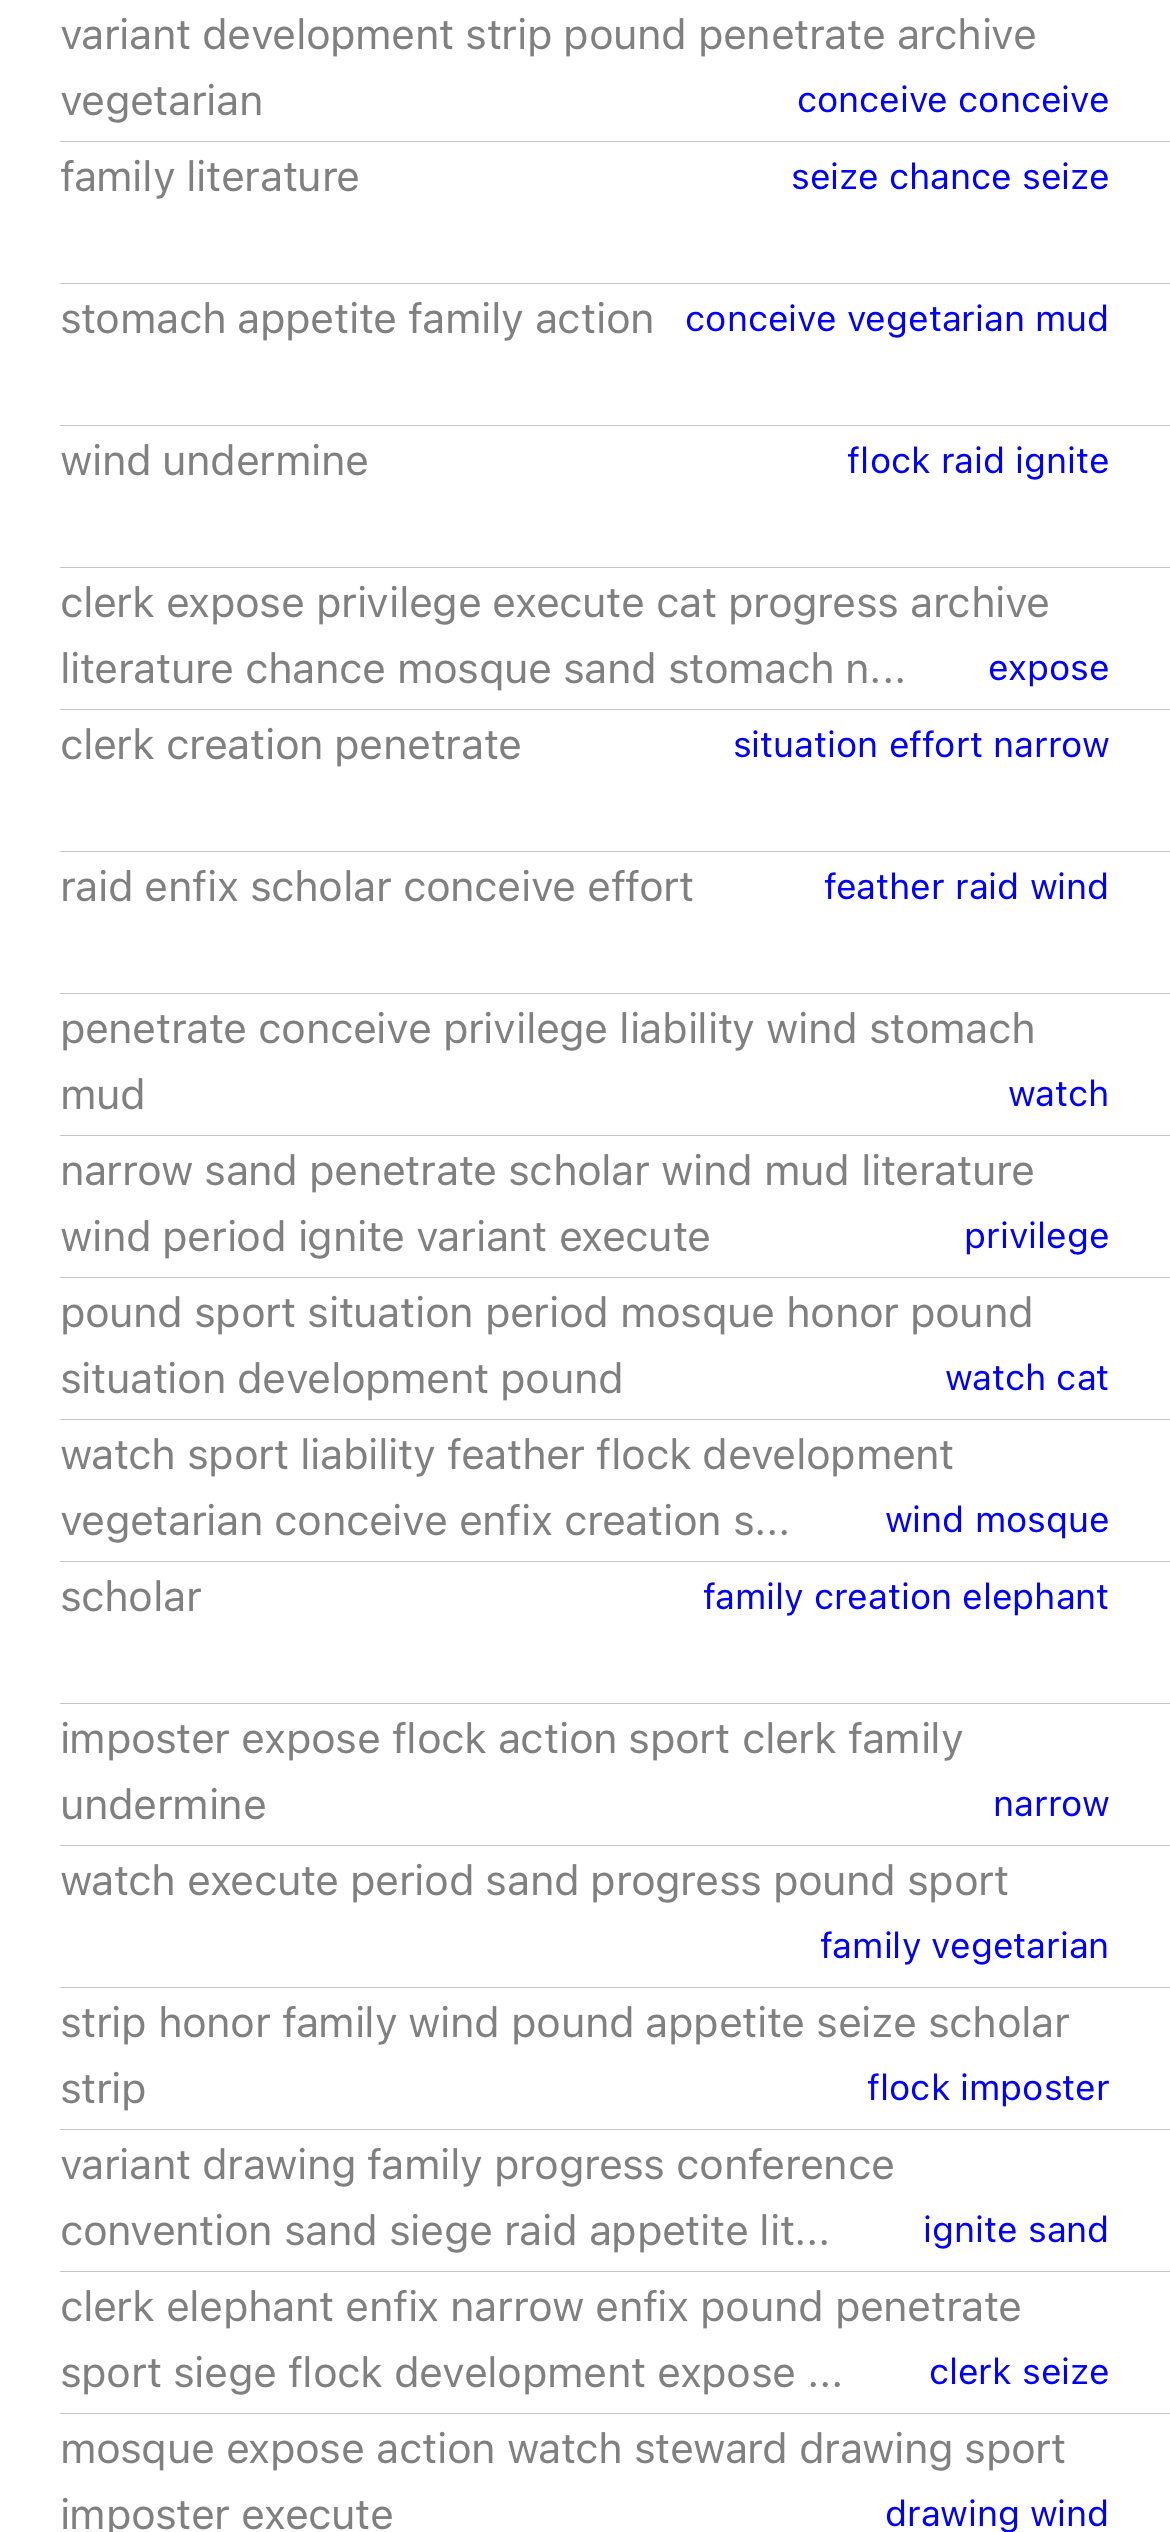 variant development strip pound penetrate archive
vegetarian conceive conceive
family literature seize chance seize
stomach appetite family action conceive vegetarian mud
wind undermine flock raid ignite
clerk expose privilege execute cat progress archive
literature chance mosque sand stomach n... expose
clerk creation penetrate situation effort narrow
raid enfix scholar conceive effort feather raid wind
penetrate conceive privilege liability wind stomach
mud watch
narrow sand penetrate scholar wind mud literature
wind period ignite variant execute privilege
pound sport situation period mosque honor pound
situation development pound watch cat
watch sport liability feather flock development
vegetarian conceive enfix creation s... wind mosque
scholar family creation elephant
imposter expose flock action sport clerk family
undermine narrow
watch execute period sand progress pound sport
family vegetarian
strip honor family wind pound appetite seize scholar
strip flock imposter
variant drawing family progress conference
convention sand siege raid appetite lit... ignite sand
clerk elephant enfix narrow enfix pound penetrate
sport siege flock development expose ... clerk seize
mosque expose action watch steward drawing sport
imposter execute drawing wind